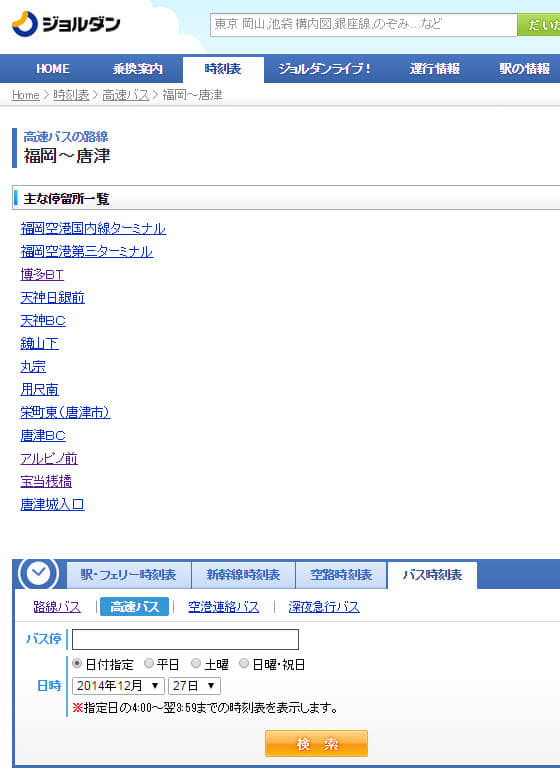 ジョルダン
東京 岡山,池袋 構内図,銀座線,のぞみ...など
だいた
HOME 乗換案内 時刻表 ジョルダンライブ! 運行情報 駅の情報
Home > 時刻表 > 高速バス > 福岡〜唐津
高速バスの路線
福岡〜唐津
主な停留所一覧
福岡空港国内線ターミナル
福岡空港第三ターミナル
博多BT
天神日銀前
天神BC
鏡山下
丸宗
用尺南
栄町東(唐津市)
唐津BC
アルピノ前
宝当桟橋
唐津城入口
駅・フェリー時刻表 新幹線時刻表 空路時刻表 バス時刻表
路線バス | 高速バス | 空港連絡バス | 深夜急行バス
バス停
日付指定 平日 土曜 日曜・祝日
日時
2014年12月 27日
※指定日の4:00〜翌3:59までの時刻表を表示します。
検 索